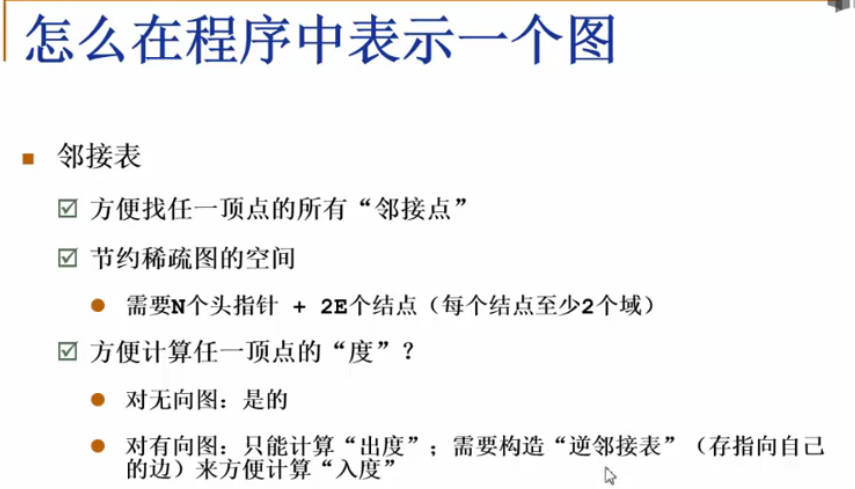 怎么在程序中表示一个图
邻接表
方便找任一顶点的所有“邻接点”
节约稀疏图的空间
需要N个头指针 + 2E个结点（每个结点至少2个域）
方便计算任一顶点的“度”？
对无向图：是的
对有向图：只能计算“出度”；需要构造“逆邻接表”（存指向自己
的边）来方便计算“入度”